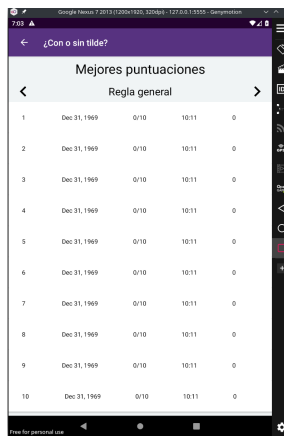 Google Nexus 7 2013 (1200x1920, 320dpi) - 127.0.0.1:5555 - Genymotion
7:03
¿Con o sin tilde?
Mejores puntuaciones
Regla general
1 Dec 31, 1969 0/10 10:11 0
2 Dec 31, 1969 0/10 10:11 0
3 Dec 31, 1969 0/10 10:11 0
4 Dec 31, 1969 0/10 10:11 0
5 Dec 31, 1969 0/10 10:11 0
6 Dec 31, 1969 0/10 10:11 0
7 Dec 31, 1969 0/10 10:11 0
8 Dec 31, 1969 0/10 10:11 0
9 Dec 31, 1969 0/10 10:11 0
10 Dec 31, 1969 0/10 10:11 0
Free for personal use
GPS
ID